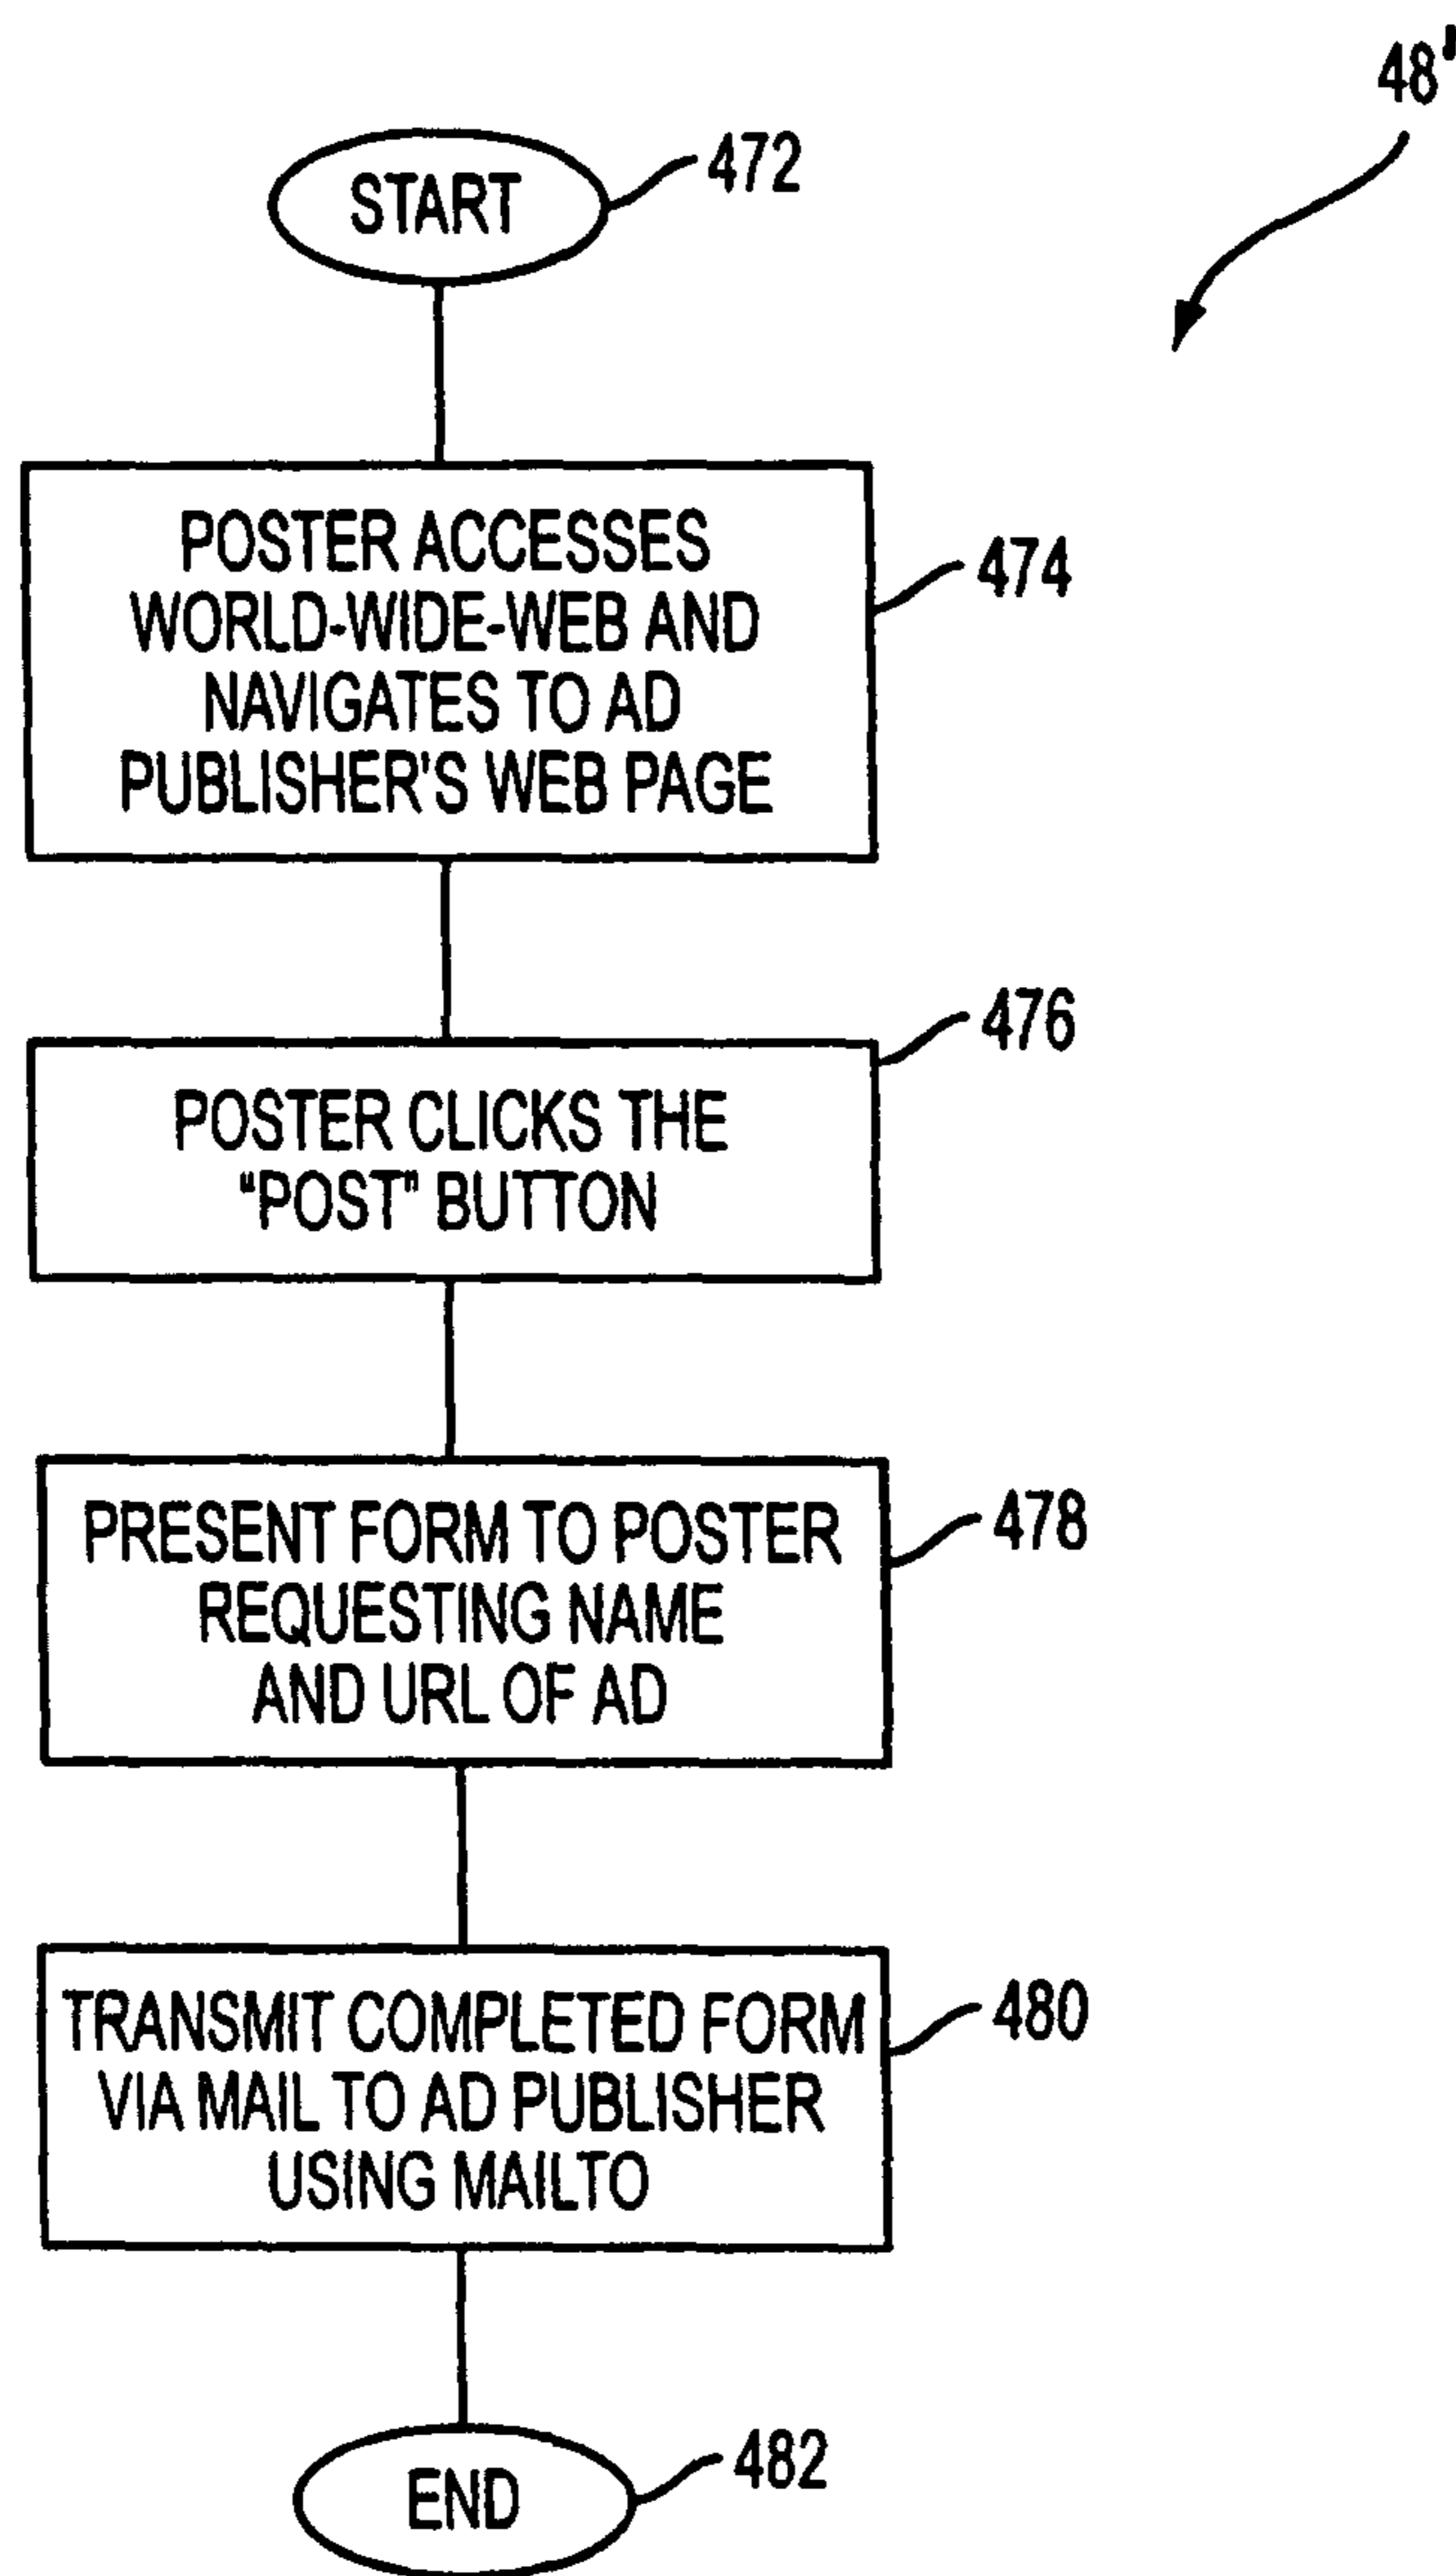 48'
START
472
POSTER ACCESSES
WORLD-WIDE-WEB AND
NAVIGATES TO AD
PUBLISHER'S WEB PAGE
474
POSTER CLICKS THE
"POST" BUTTON
476
PRESENT FORM TO POSTER
REQUESTING NAME
AND URL OF AD
478
TRANSMIT COMPLETED FORM
VIA MAIL TO AD PUBLISHER
USING MAILTO
480
END
482